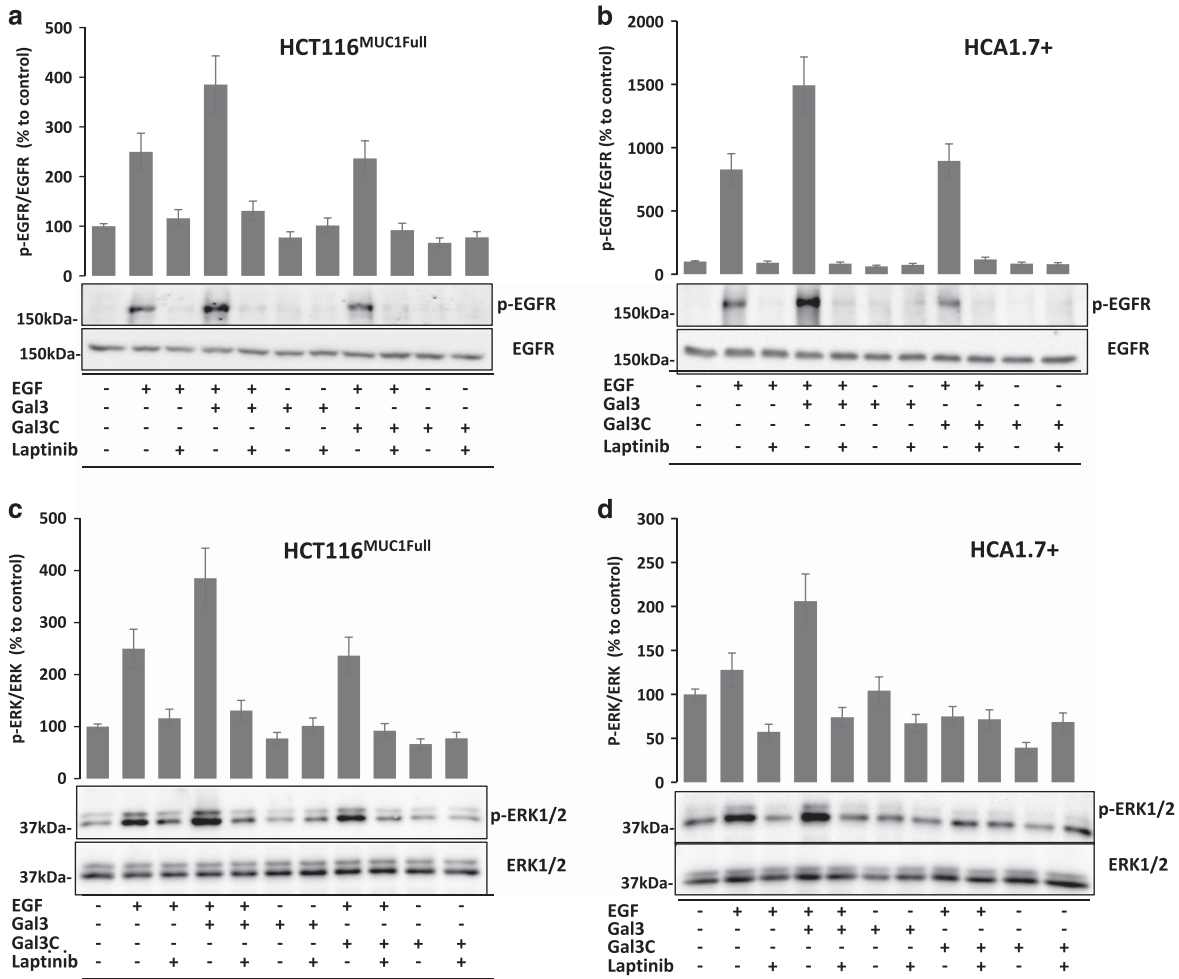 a
HCT116MUC1Full
p-EGFR/EGFR (% to control)
500
400
300
200
100
0
150kDa-
p-EGFR
150kDa-
EGFR
EGF - + + + + - - + + - -
Gal3 - - - + + + + - - - -
Gal3C - - - - - - - + + + +
Laptinib - - + - + - + - + - +
b
HCA1.7+
p-EGFR/EGFR (% to control)
2000
1500
1000
500
0
150kDa-
p-EGFR
150kDa-
EGFR
EGF - + + + + - - + + - -
Gal3 - - - + + + + - - - -
Gal3C - - - - - - - + + + +
Laptinib - - + - + - + - + - +
c
HCT116MUC1Full
p-ERK/ERK (% to control)
500
400
300
200
100
0
37kDa-
p-ERK1/2
37kDa-
ERK1/2
EGF - + + + + - - + + - -
Gal3 - - - + + + + - - - -
Gal3C - - - - - - - + + + +
Laptinib - - + - + - + - + - +
d
HCA1.7+
P-ERK/ERK (% to control)
300
250
200
150
100
50
0
37kDa-
p-ERK1/2
37kDa-
ERK1/2
EGF - + + + + - - + + - -
Gal3 - - - + + + + - - - -
Gal3C - - - - - - - + + + +
Laptinib - - + - + - + - + - +